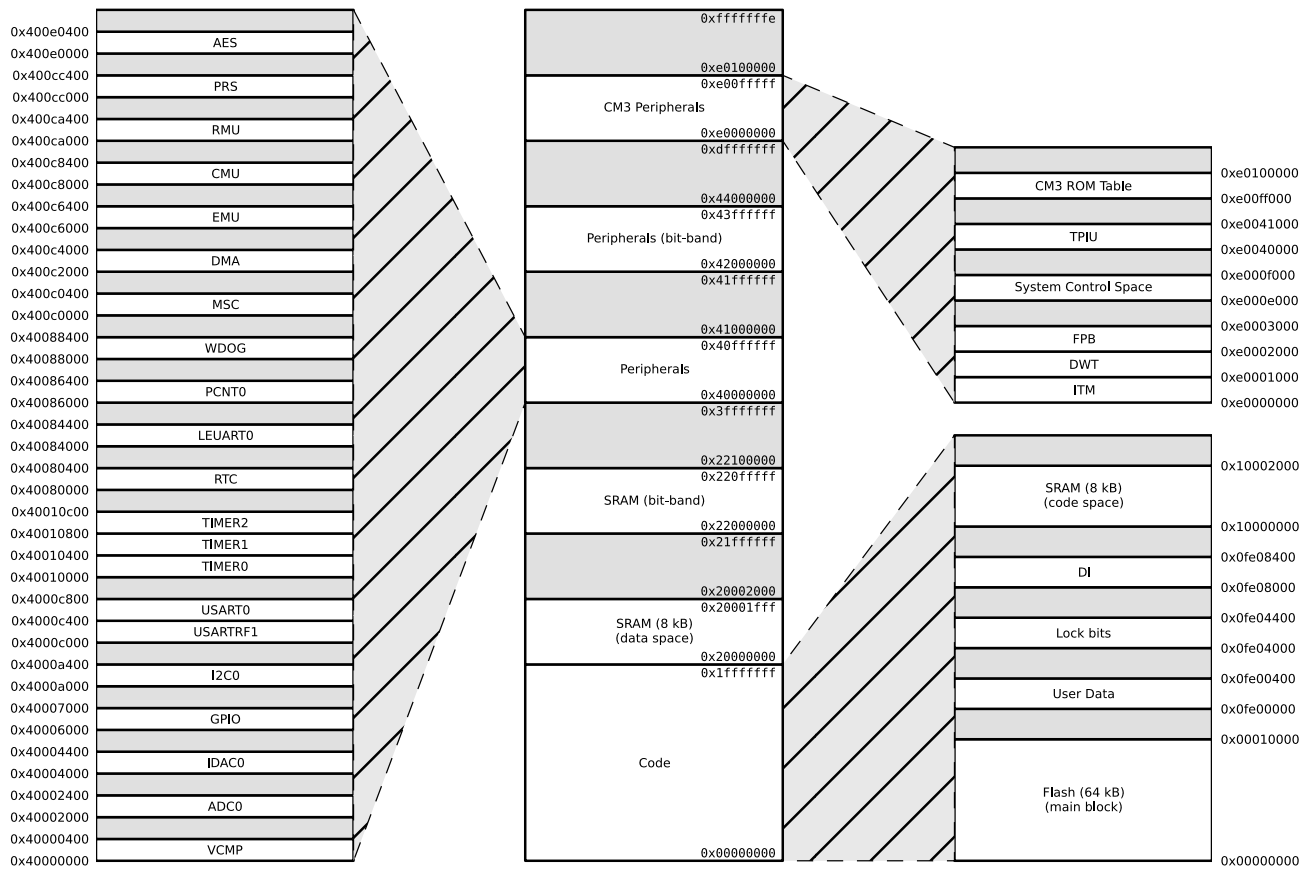 0x400e0400
AES
0x400e0000
0x400cc400
PRS
0x400cc000
0x400ca400
RMU
0x400ca000
0x400c8400
CMU
0x400c8000
0x400c6400
EMU
0x400c6000
0x400c4000
DMA
0x400c2000
0x400c0400
MSC
0x400c0000
0x40088400
WDOG
0x40088000
0x40086400
PCNT0
0x40086000
0x40084400
LEUART0
0x40084000
0x40080400
RTC
0x40080000
0x40010c00
TIMER2
0x40010800
TIMER1
0x40010400
TIMER0
0x40010000
0x4000c800
USART0
0x4000c400
USARTRF1
0x4000c000
0x4000a400
I2C0
0x4000a000
0x40007000
GPIO
0x40006000
0x40004400
IDAC0
0x40004000
0x40002400
ADC0
0x40002000
0x40000400
VCMP
0x40000000
0xfffffffe
0xe0100000
0xe00fffff
CM3 Peripherals
0xe0000000
0xdfffffff
0x44000000
0x43ffffff
Peripherals (bit-band)
0x42000000
0x41ffffff
0x41000000
0x40ffffff
Peripherals
0x40000000
0x3fffffff
0x22100000
0x220fffff
SRAM (bit-band)
0x22000000
0x21ffffff
0x20002000
0x20001fff
SRAM (8 kB)
(data space)
0x20000000
0x1fffffff
Code
0x00000000
0xe0100000
CM3 ROM Table
0xe00ff000
0xe0041000
TPIU
0xe0040000
0xe000f000
System Control Space
0xe000e000
0xe0003000
FPB
0xe0002000
DWT
0xe0001000
ITM
0xe0000000
0x10002000
SRAM (8 kB)
(code space)
0x10000000
0x0fe08400
DI
0x0fe08000
0x0fe04400
Lock bits
0x0fe04000
0x0fe00400
User Data
0x0fe00000
0x00010000
Flash (64 kB)
(main block)
0x00000000